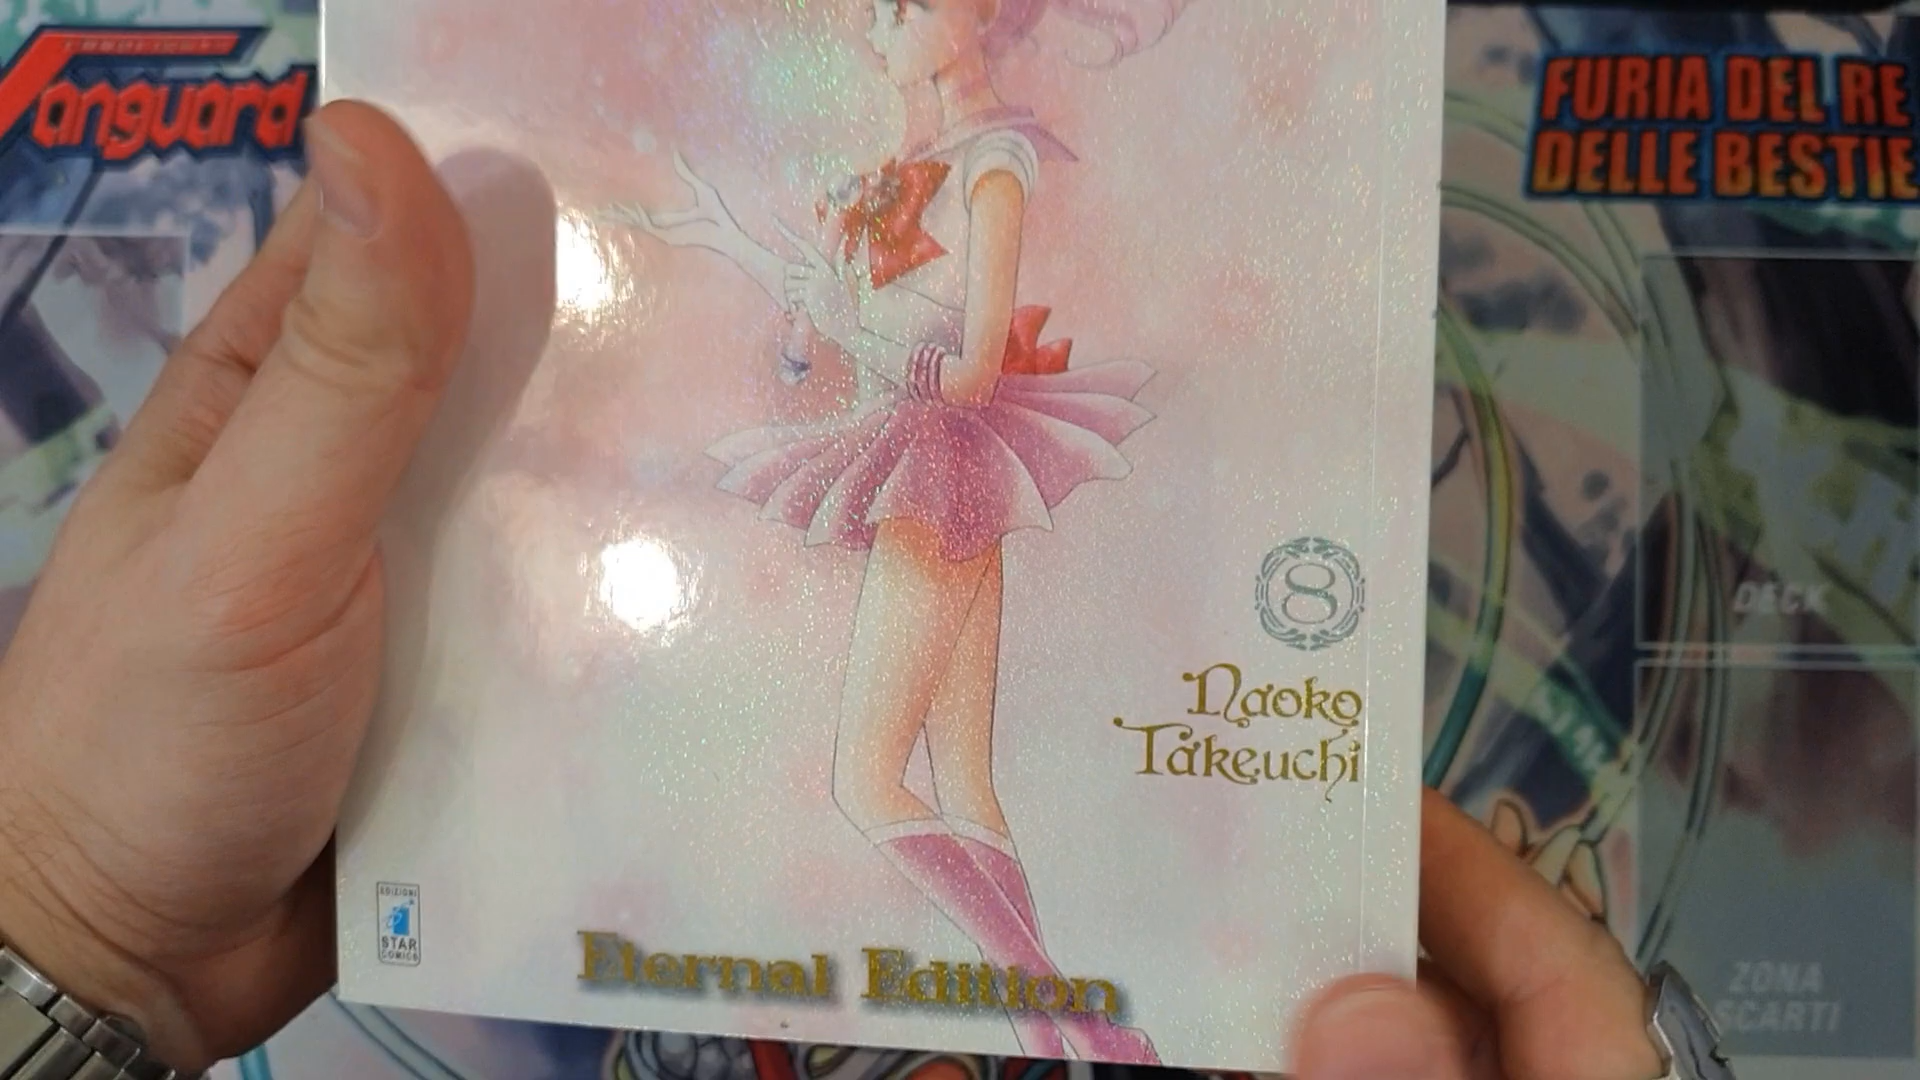 Vanguard
FURIA DEL RE
DELLE BESTIE
8
Naoko
Takeuchi
DECK
EDIZIONI
STAR
COMICS
Eternal Edition
ZONA
SCARTI